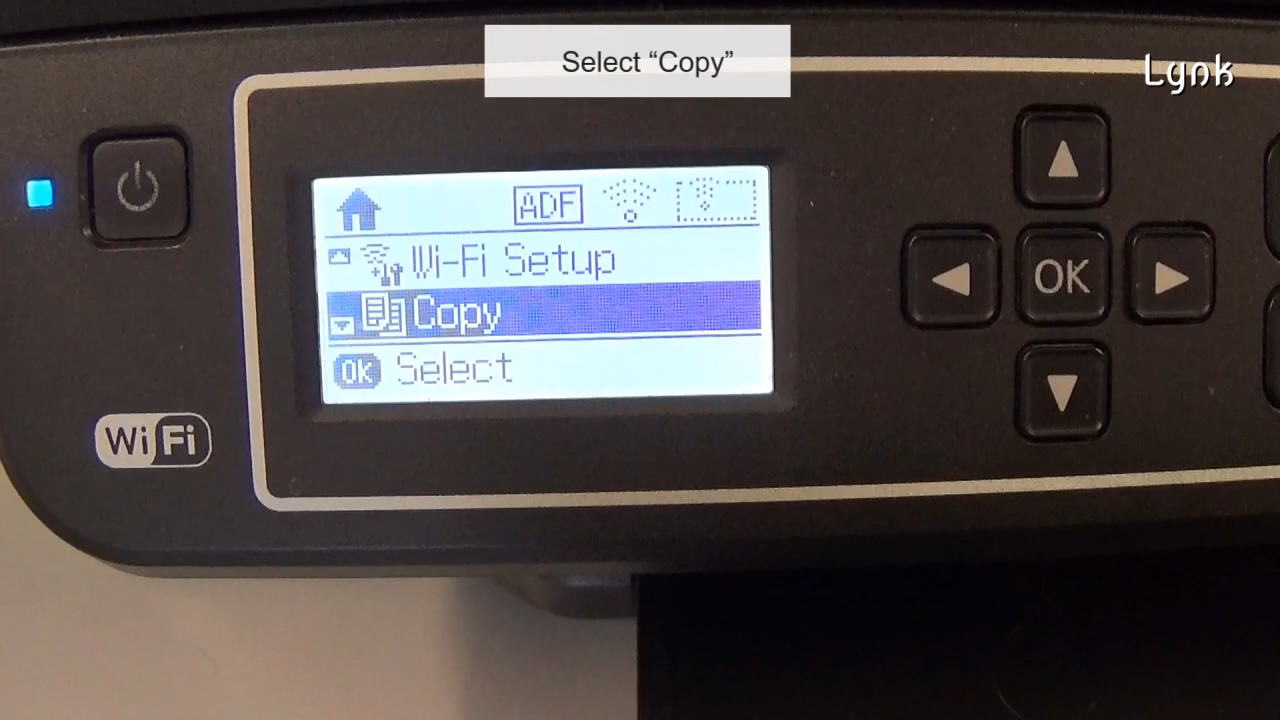 Select “Copy”
Lynk
ADF
Wi-Fi Setup
Copy
OK Select
OK
WiFi